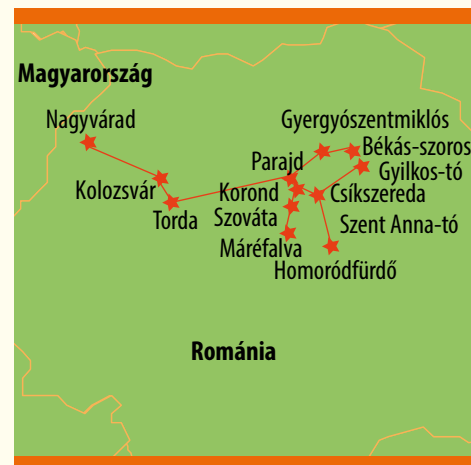 Magyarország
Nagyvárad
Gyergyószentmiklós
Békás-szoros
Parajd
Gyilkos-tó
Kolozsvár
Korond
Csíkszereda
Torda
Szováta
Szent Anna-tó
Máréfalva
Homoródfürdő
Románia